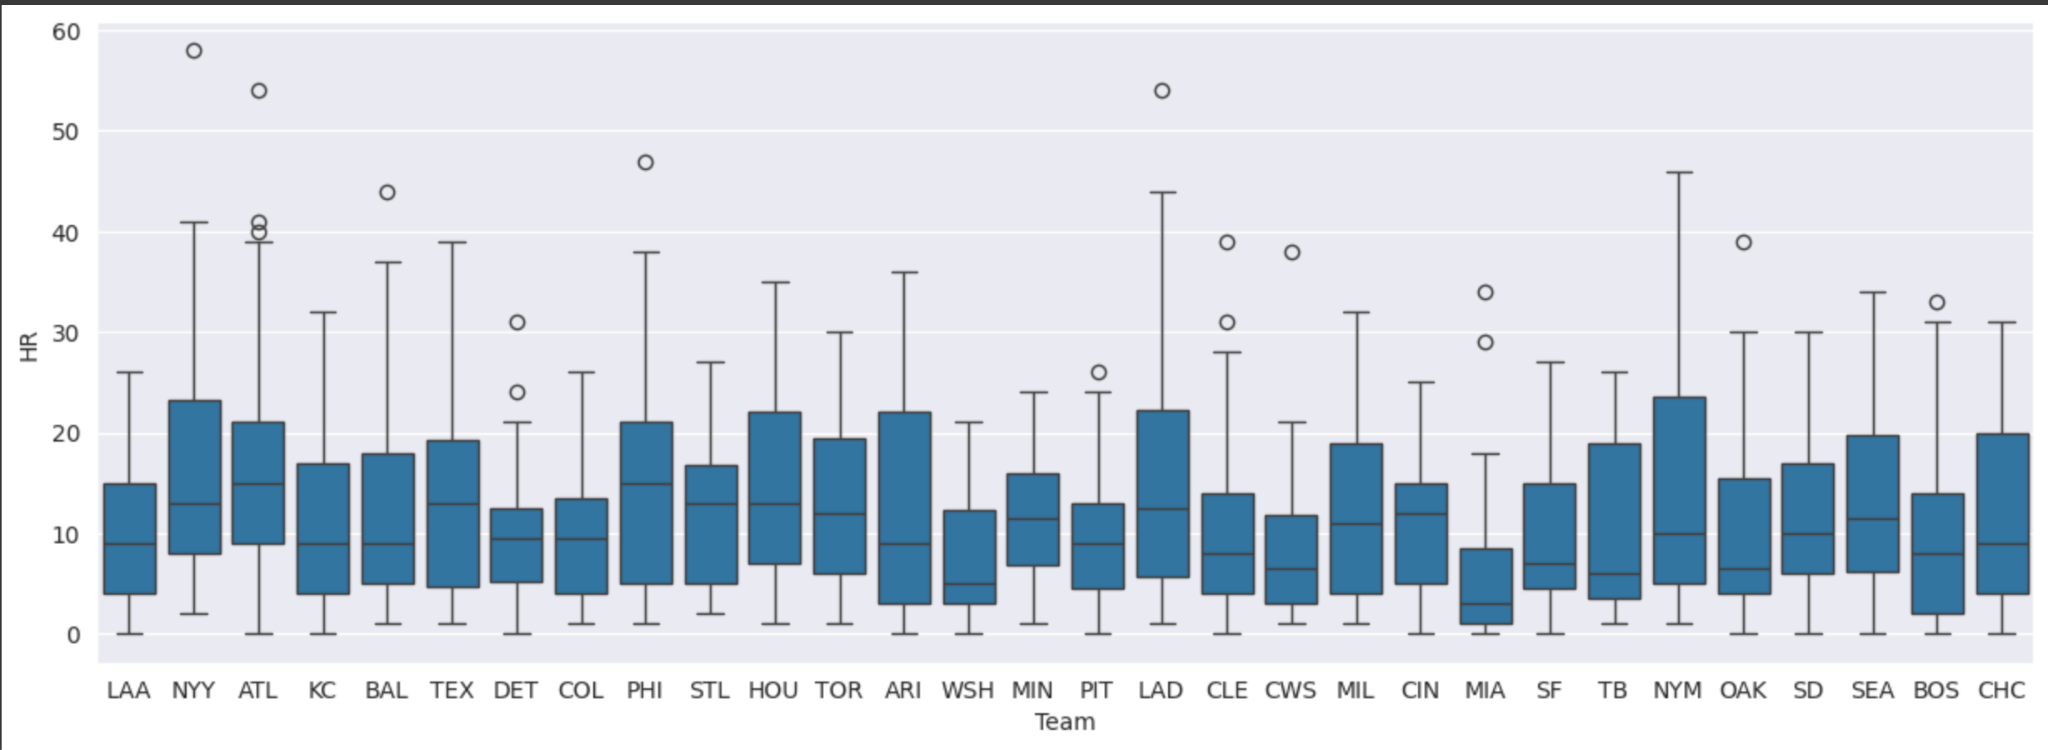 60
50
40
30
20
10
0
HR
LAA NYY ATL KC BAL TEX DET COL PHI STL HOU TOR ARI WSH MIN PIT LAD CLE CWS MIL CIN MIA SF TB NYM OAK SD SEA BOS CHC
Team